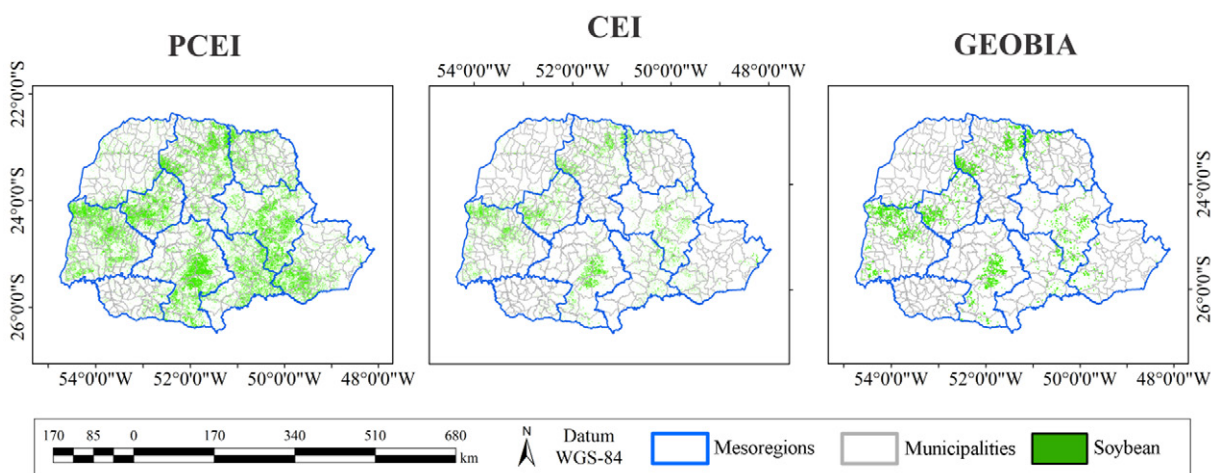 PCEI
CEI
GEOBIA
54°0'0"W 52°0'0"W 50°0'0"W 48°0'0"W
22°0'0"S
24°0'0"S
26°0'0"S
24°0'0"S
26°0'0"S
54°0'0"W 52°0'0"W 50°0'0"W 48°0'0"W
54°0'0"W 52°0'0"W 50°0'0"W 48°0'0"W
170 85 0 170 340 510 680
km
N
Datum
WGS-84
Mesoregions
Municipalities
Soybean